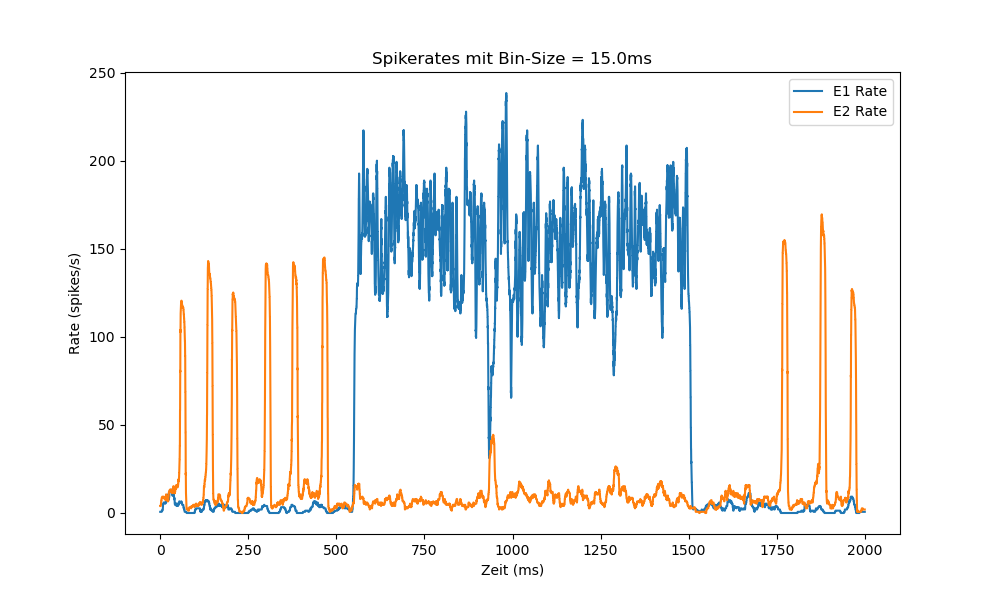 Spikerates mit Bin-Size = 15.0ms
E1 Rate
E2 Rate
Rate (spikes/s)
250
200
150
100
50
0
0 250 500 750 1000 1250 1500 1750 2000
Zeit (ms)